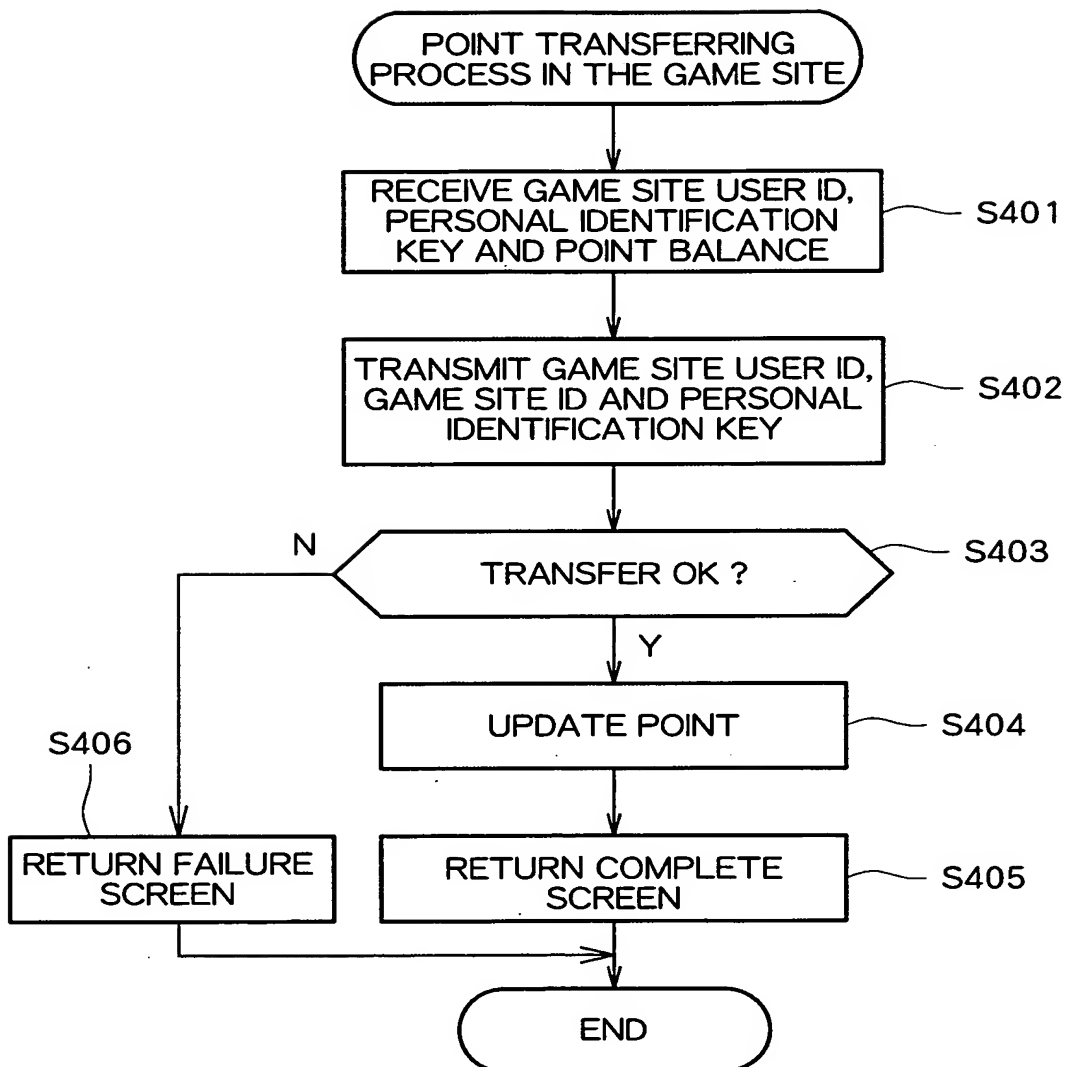 POINT TRANSFERRING
PROCESS IN THE GAME SITE
RECEIVE GAME SITE USER ID,
PERSONAL IDENTIFICATION
KEY AND POINT BALANCE
S401
TRANSMIT GAME SITE USER ID,
GAME SITE ID AND PERSONAL
IDENTIFICATION KEY
S402
N
TRANSFER OK ?
S403
Y
UPDATE POINT
S404
S406
RETURN FAILURE
SCREEN
RETURN COMPLETE
SCREEN
S405
END